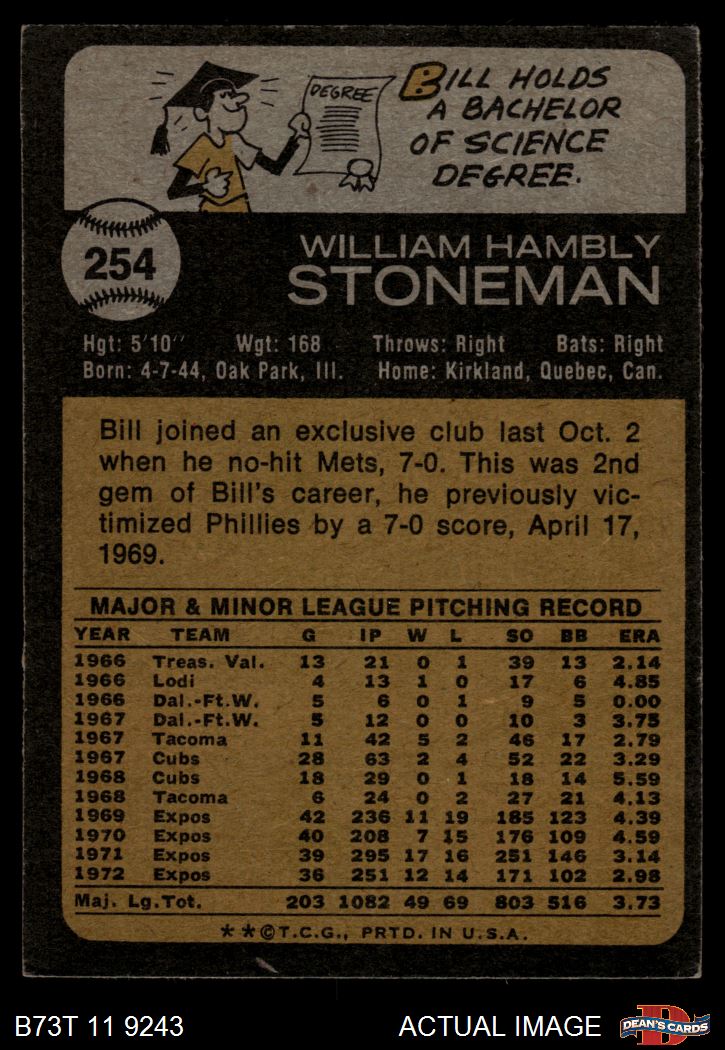 DEGREE
BILL HOLDS
A BACHELOR
OF SCIENCE
DEGREE.
254
WILLIAM HAMBLY
STONEMAN
Hgt: 5'10" Wgt: 168 Throws: Right Bats: Right
Born: 4-7-44, Oak Park, Ill. Home: Kirkland, Quebec, Can.
Bill joined an exclusive club last Oct. 2
when he no-hit Mets, 7-0. This was 2nd
gem of Bill's career, he previously vic-
timized Phillies by a 7-0 score, April 17,
1969.
MAJOR & MINOR LEAGUE PITCHING RECORD
YEAR TEAM G IP W L SO BB ERA
1966 Treas. Val. 13 21 0 1 39 13 2.14
1966 Lodi 4 13 1 0 17 6 4.85
1966 Dal.-Ft.W. 5 6 0 1 9 5 0.00
1967 Dal.-Ft.W. 5 12 0 0 10 3 3.75
1967 Tacoma 11 42 5 2 46 17 2.79
1967 Cubs 28 63 2 4 52 22 3.29
1968 Cubs 18 29 0 1 18 14 5.59
1968 Tacoma 6 24 0 2 27 21 4.13
1969 Expos 42 236 11 19 185 123 4.39
1970 Expos 40 208 7 15 176 109 4.59
1971 Expos 39 295 17 16 251 146 3.14
1972 Expos 36 251 12 14 171 102 2.98
Maj. Lg.Tot. 203 1082 49 69 803 516 3.73
**©T.C.G., PRTD. IN U.S.A.
B73T 11 9243 ACTUAL IMAGE
D
DEAN'S CARDS